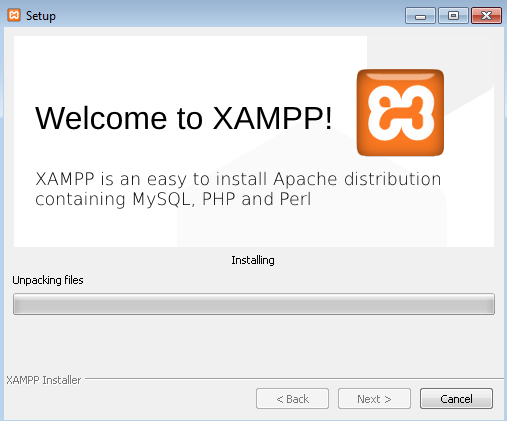 Setup
Welcome to XAMPP!
XAMPP is an easy to install Apache distribution
containing MySQL, PHP and Perl
Installing
Unpacking files
XAMPP Installer
< Back
Next >
Cancel